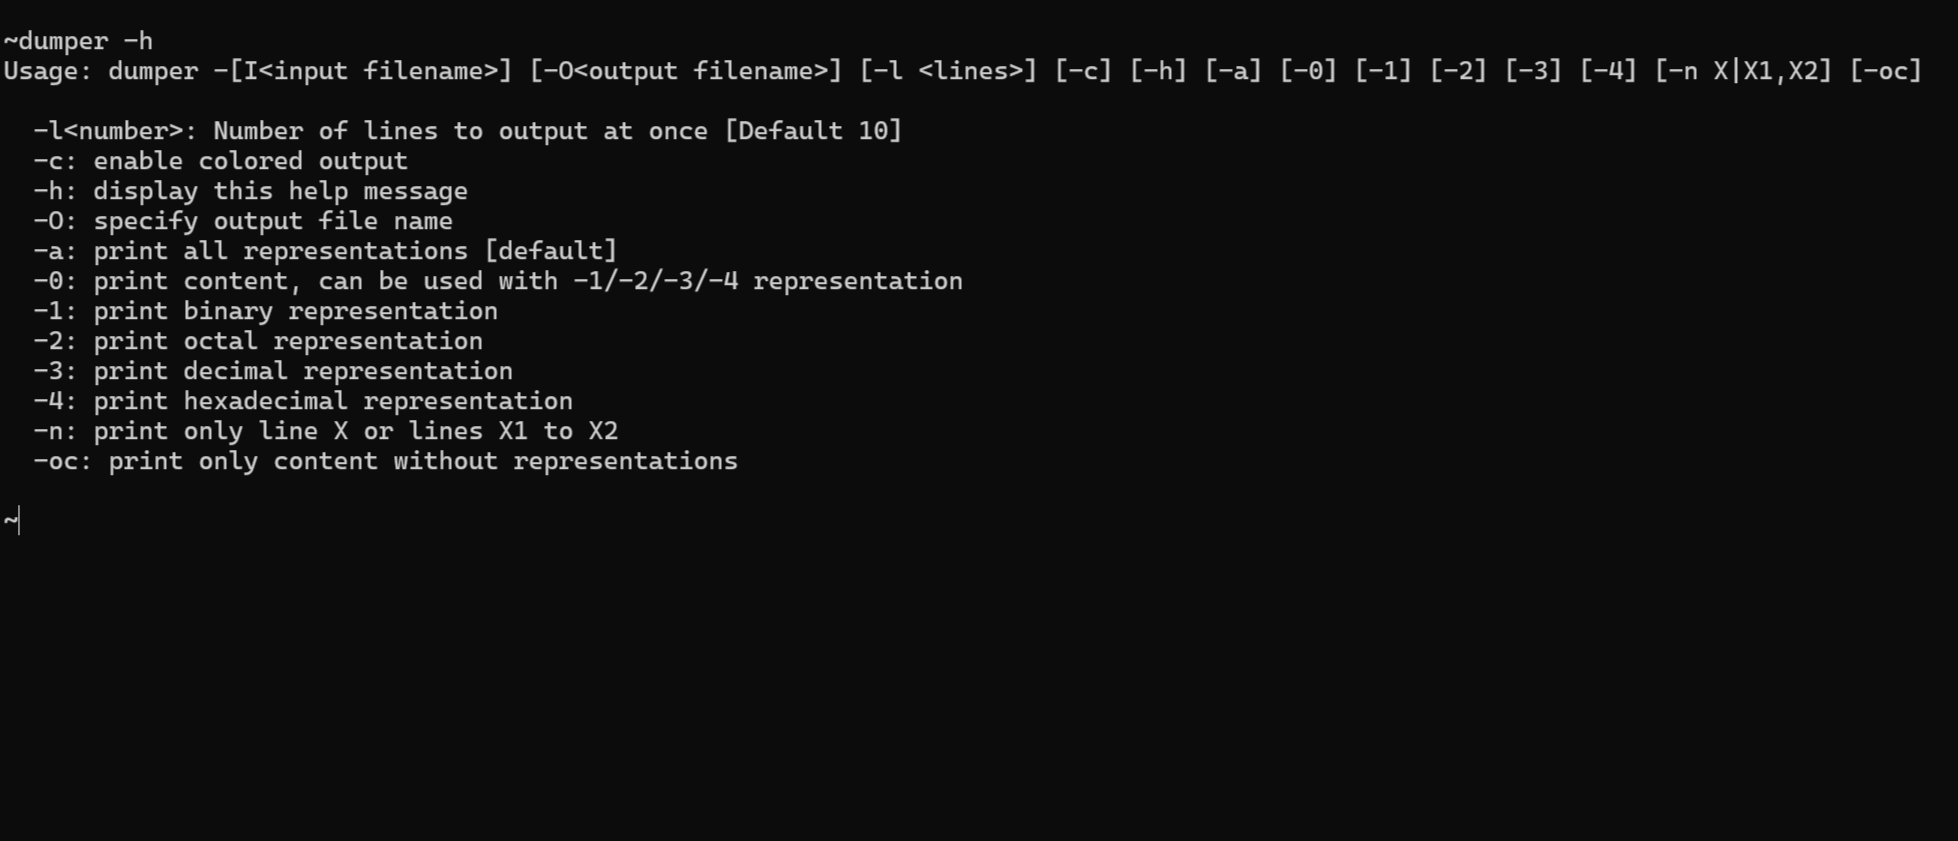 ~dumper -h
Usage: dumper -[I<input filename>] [-O<output filename>] [-l <lines>] [-c] [-h] [-a] [-0] [-1] [-2] [-3] [-4] [-n X|X1,X2] [-oc]
-l<number>: Number of lines to output at once [Default 10]
-c: enable colored output
-h: display this help message
-O: specify output file name
-a: print all representations [default]
-0: print content, can be used with -1/-2/-3/-4 representation
-1: print binary representation
-2: print octal representation
-3: print decimal representation
-4: print hexadecimal representation
-n: print only line X or lines X1 to X2
-oc: print only content without representations
~